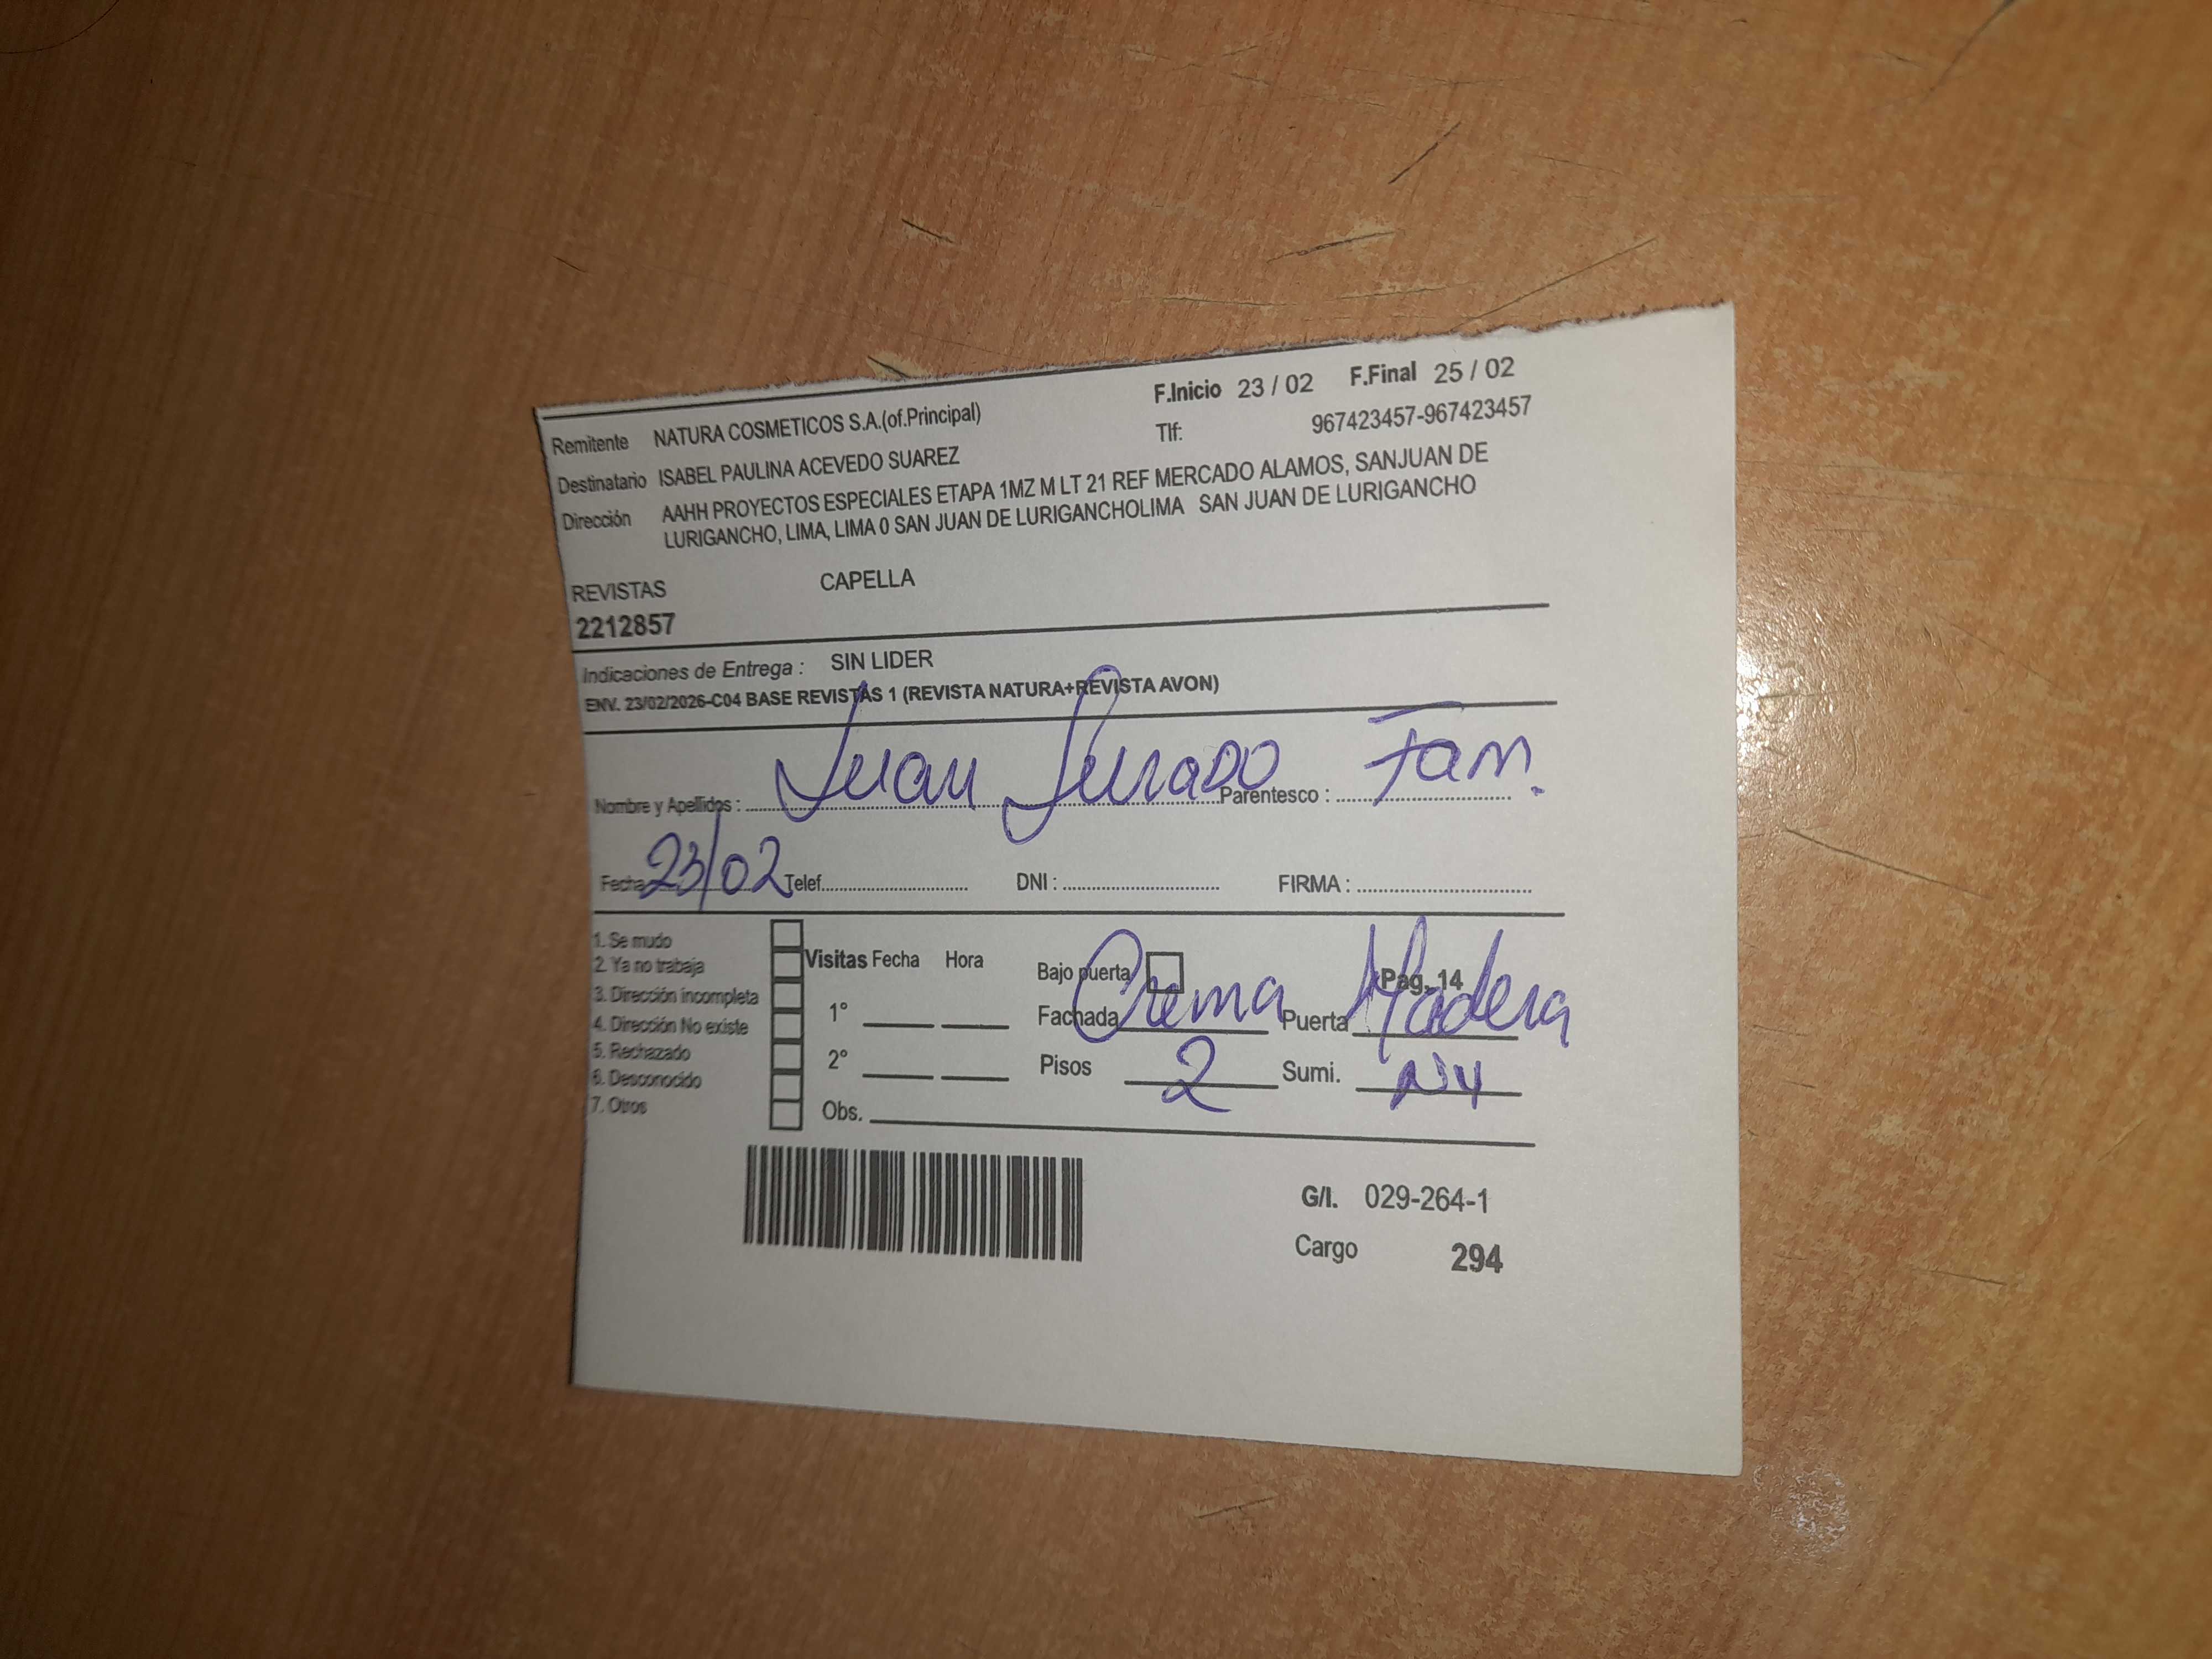 F.Inicio 23 / 02 F.Final 25 / 02
Remitente NATURA COSMETICOS S.A.(of.Principal) Tlf: 967423457-967423457
Destinatario ISABEL PAULINA ACEVEDO SUAREZ
Dirección AAHH PROYECTOS ESPECIALES ETAPA 1MZ M LT 21 REF MERCADO ALAMOS, SANJUAN DE
LURIGANCHO, LIMA, LIMA 0 SAN JUAN DE LURIGANCHOLIMA SAN JUAN DE LURIGANCHO
REVISTAS CAPELLA
2212857
Indicaciones de Entrega : SIN LIDER
ENV. 23/02/2026-C04 BASE REVISTAS 1 (REVISTA NATURA+REVISTA AVON)
Nombre y Apellidos : Juan Jurado Parentesco : Fam.
Fecha 23/02 Telef. DNI : FIRMA :
1. Se mudo
2. Ya no trabaja
3. Dirección incompleta
4. Dirección No existe
5. Rechazado
6. Desconocido
7. Otros
Visitas Fecha Hora
1°
2°
Obs.
Bajo puerta Pag. 14
Fachada Crema Puerta Madera
Pisos 2 Sumi.
G/I. 029-264-1
Cargo 294